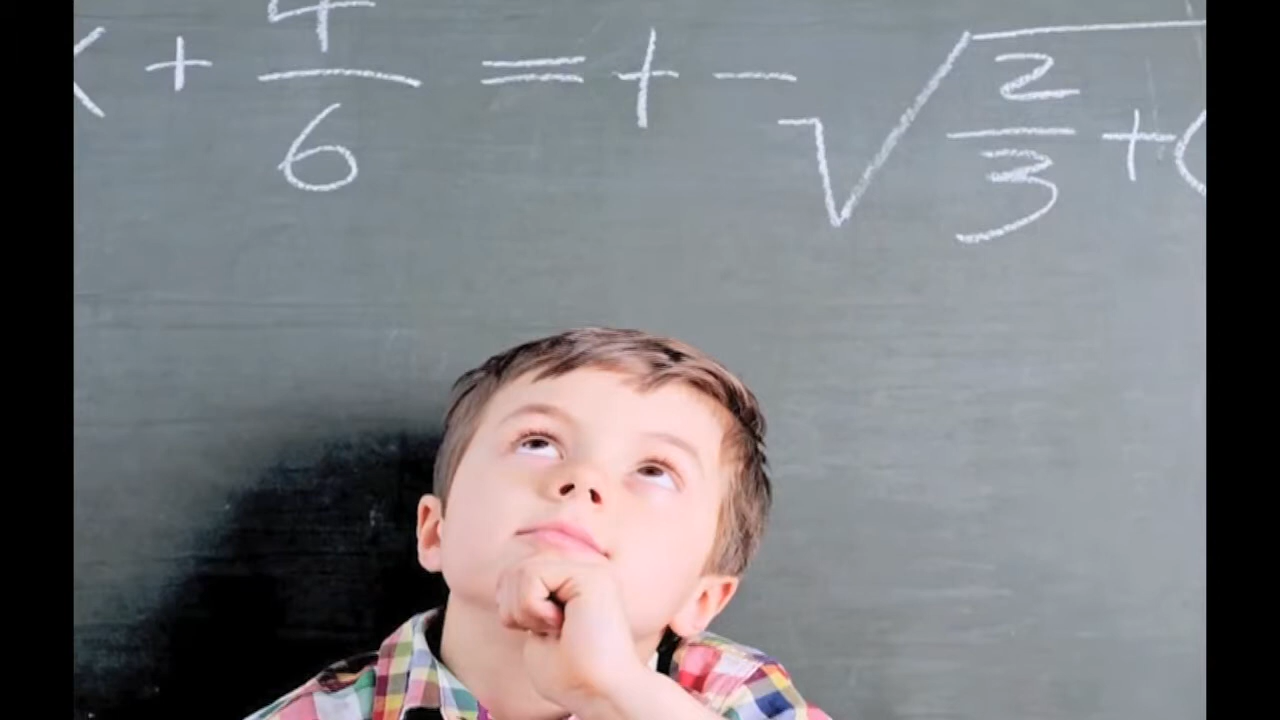 + 4/6 = + - √2/3 +